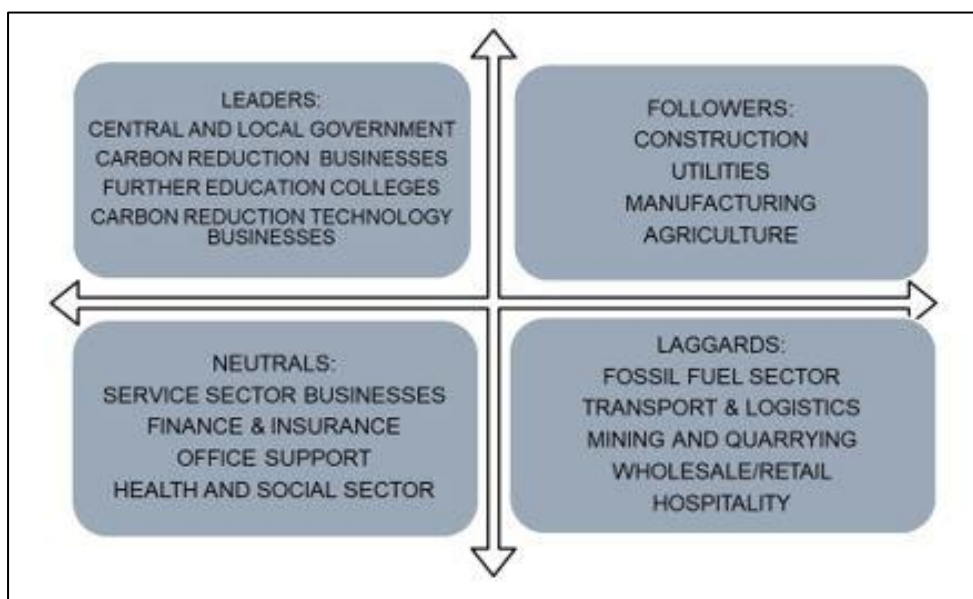 LEADERS:
CENTRAL AND LOCAL GOVERNMENT
CARBON REDUCTION BUSINESSES
FURTHER EDUCATION COLLEGES
CARBON REDUCTION TECHNOLOGY
BUSINESSES
FOLLOWERS:
CONSTRUCTION
UTILITIES
MANUFACTURING
AGRICULTURE
NEUTRALS:
SERVICE SECTOR BUSINESSES
FINANCE & INSURANCE
OFFICE SUPPORT
HEALTH AND SOCIAL SECTOR
LAGGARDS:
FOSSIL FUEL SECTOR
TRANSPORT & LOGISTICS
MINING AND QUARRYING
WHOLESALE/RETAIL
HOSPITALITY